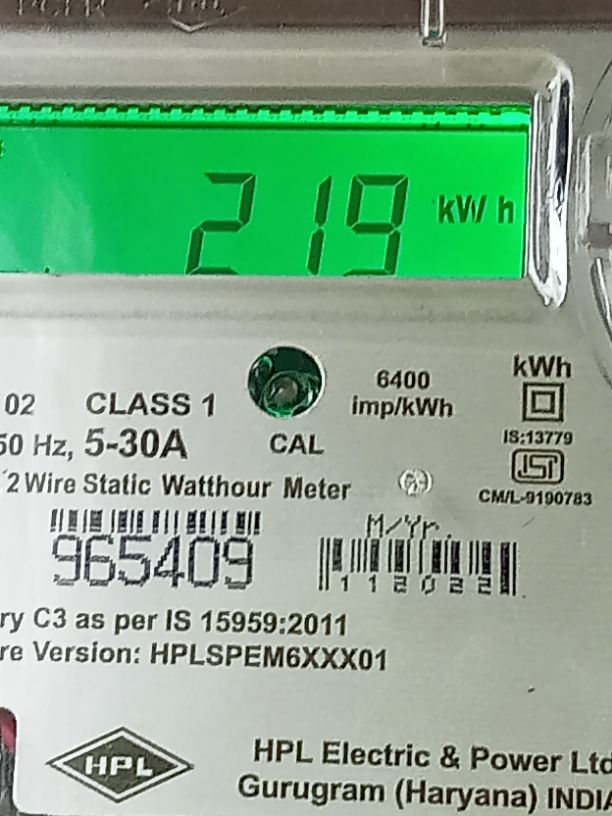 219 kWh
kWh
6400
imp/kWh
02 CLASS 1
50 Hz, 5-30A
CAL
IS:13779
ISI
CM/L-9190783
2 Wire Static Watthour Meter
M/Yr.
965409
112022
ry C3 as per IS 15959:2011
re Version: HPLSPEM6XXX01
HPL
HPL Electric & Power Ltd
Gurugram (Haryana) INDIA